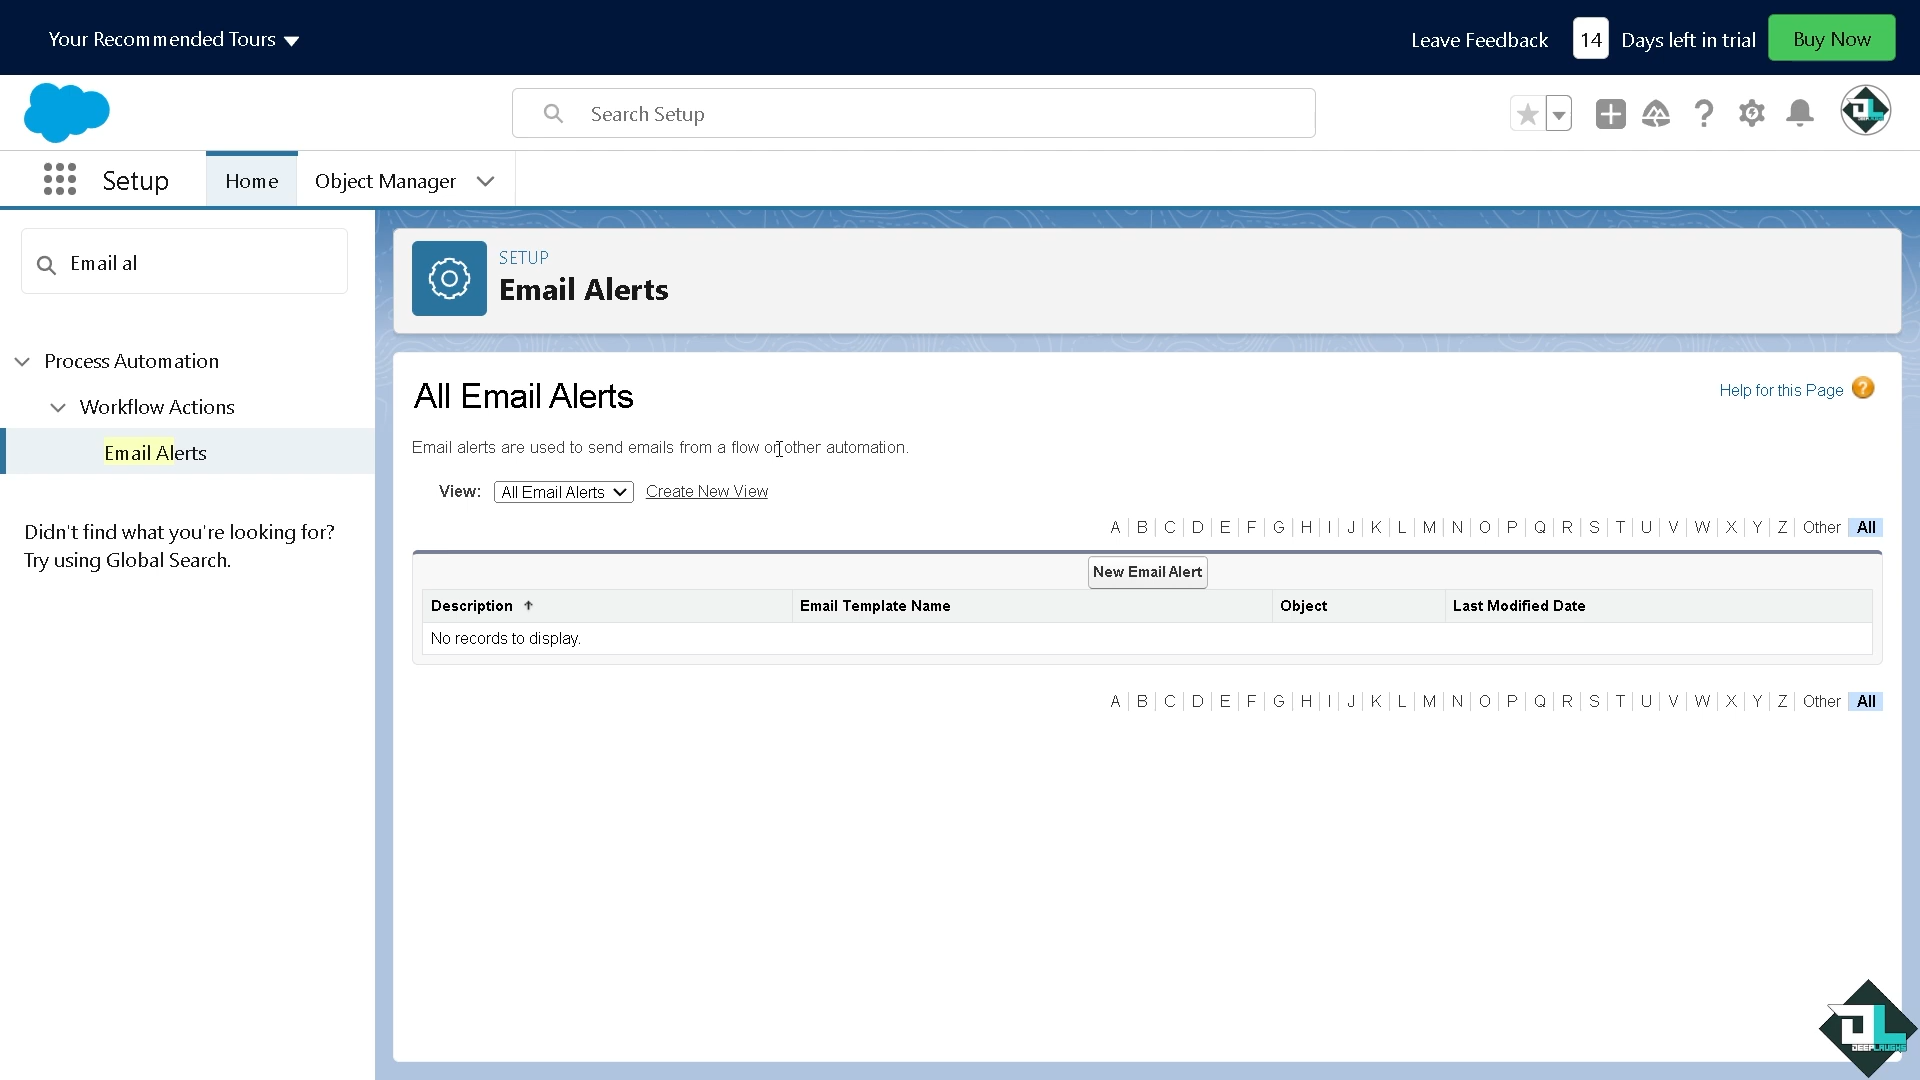 Your Recommended Tours
Leave Feedback 14 Days left in trial Buy Now
Search Setup
Setup Home Object Manager
Email al
Process Automation
Workflow Actions
Email Alerts
Didn't find what you're looking for?
Try using Global Search.
SETUP
Email Alerts
All Email Alerts
Help for this Page ?
Email alerts are used to send emails from a flow or other automation.
View: All Email Alerts Create New View
A B C D E F G H I J K L M N O P Q R S T U V W X Y Z Other All
New Email Alert
Description Email Template Name Object Last Modified Date
No records to display.
A B C D E F G H I J K L M N O P Q R S T U V W X Y Z Other All
DEEPLAUGHS